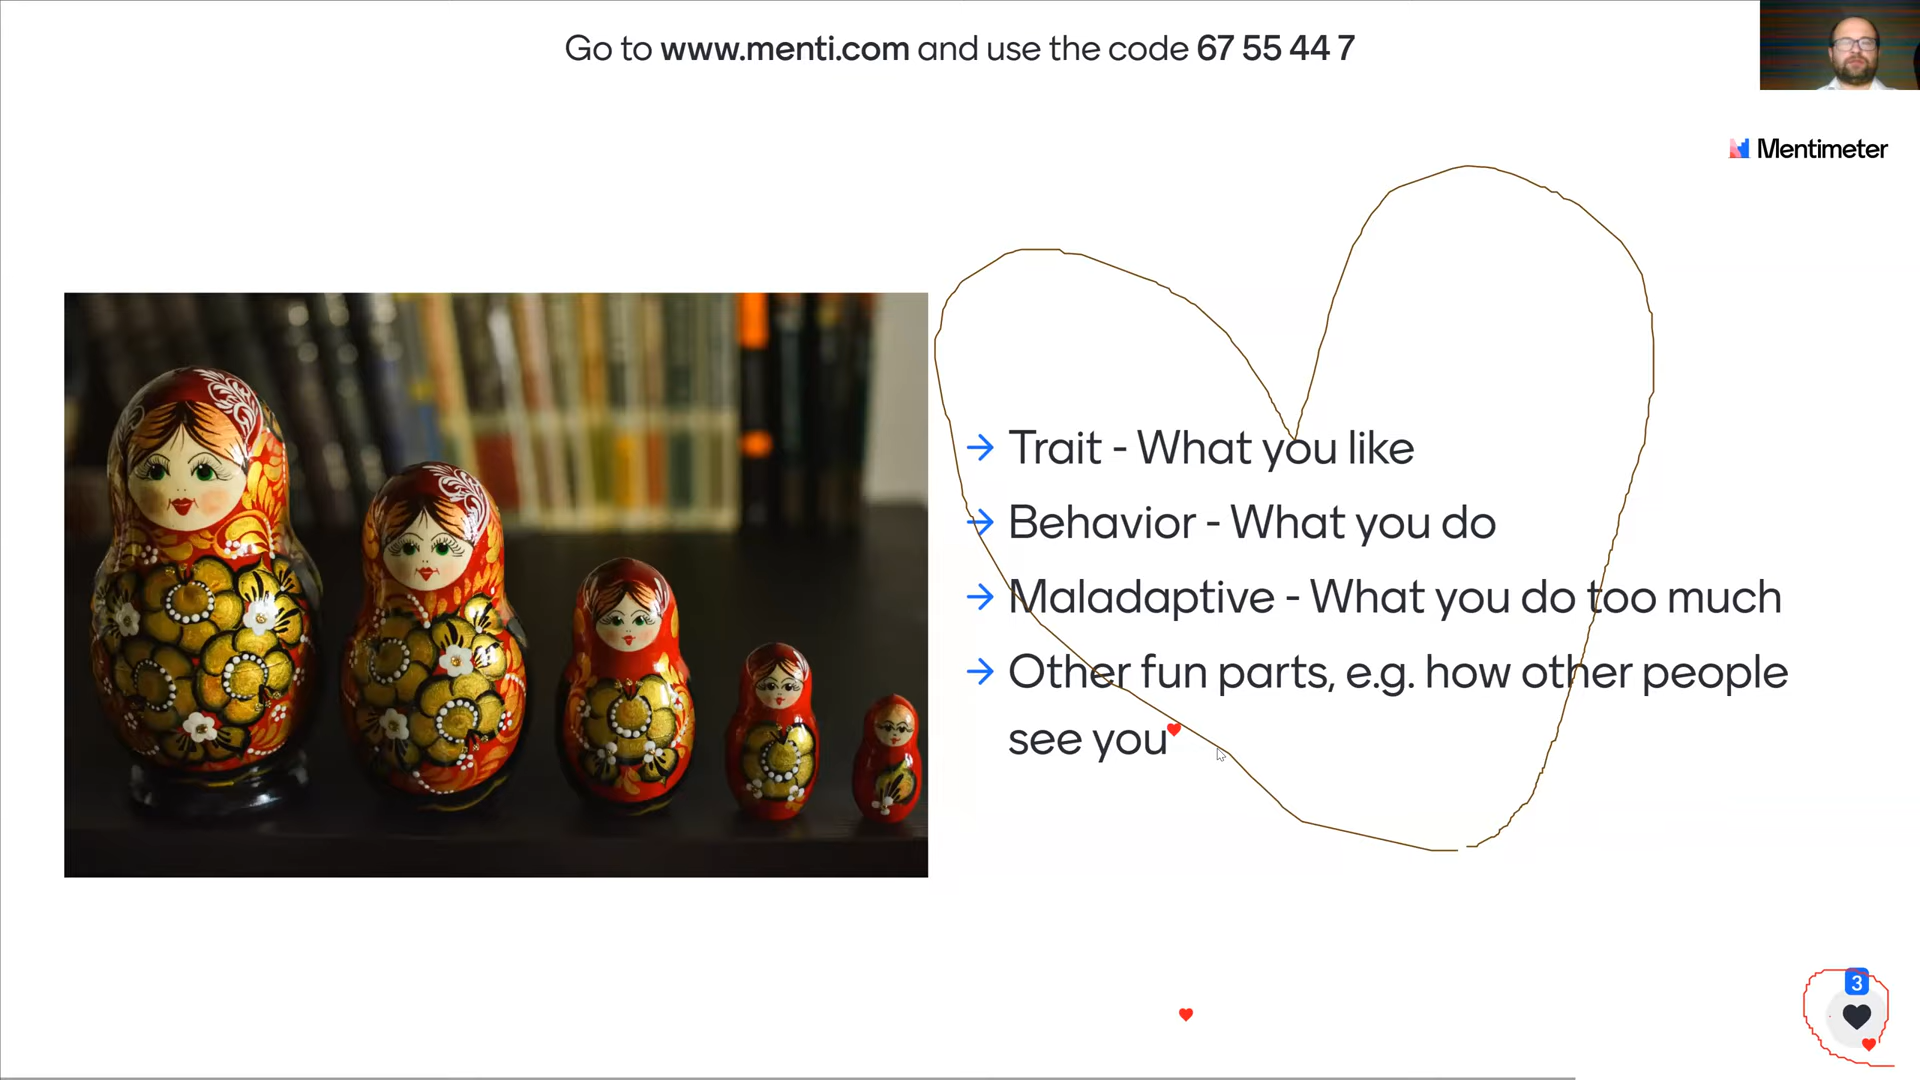 Go to www.menti.com and use the code 67 55 44 7
Mentimeter
→ Trait - What you like
→ Behavior - What you do
→ Maladaptive - What you do too much
→ Other fun parts, e.g. how other people
see you
3